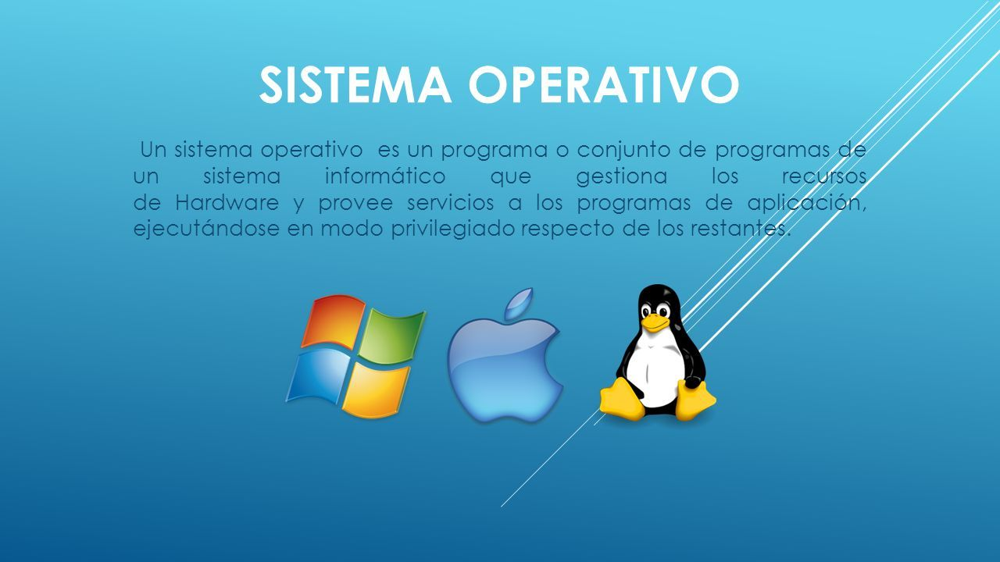 SISTEMA OPERATIVO
Un sistema operativo es un programa o conjunto de programas de
un sistema informático que gestiona los recursos
de Hardware y provee servicios a los programas de aplicación,
ejecutándose en modo privilegiado respecto de los restantes.